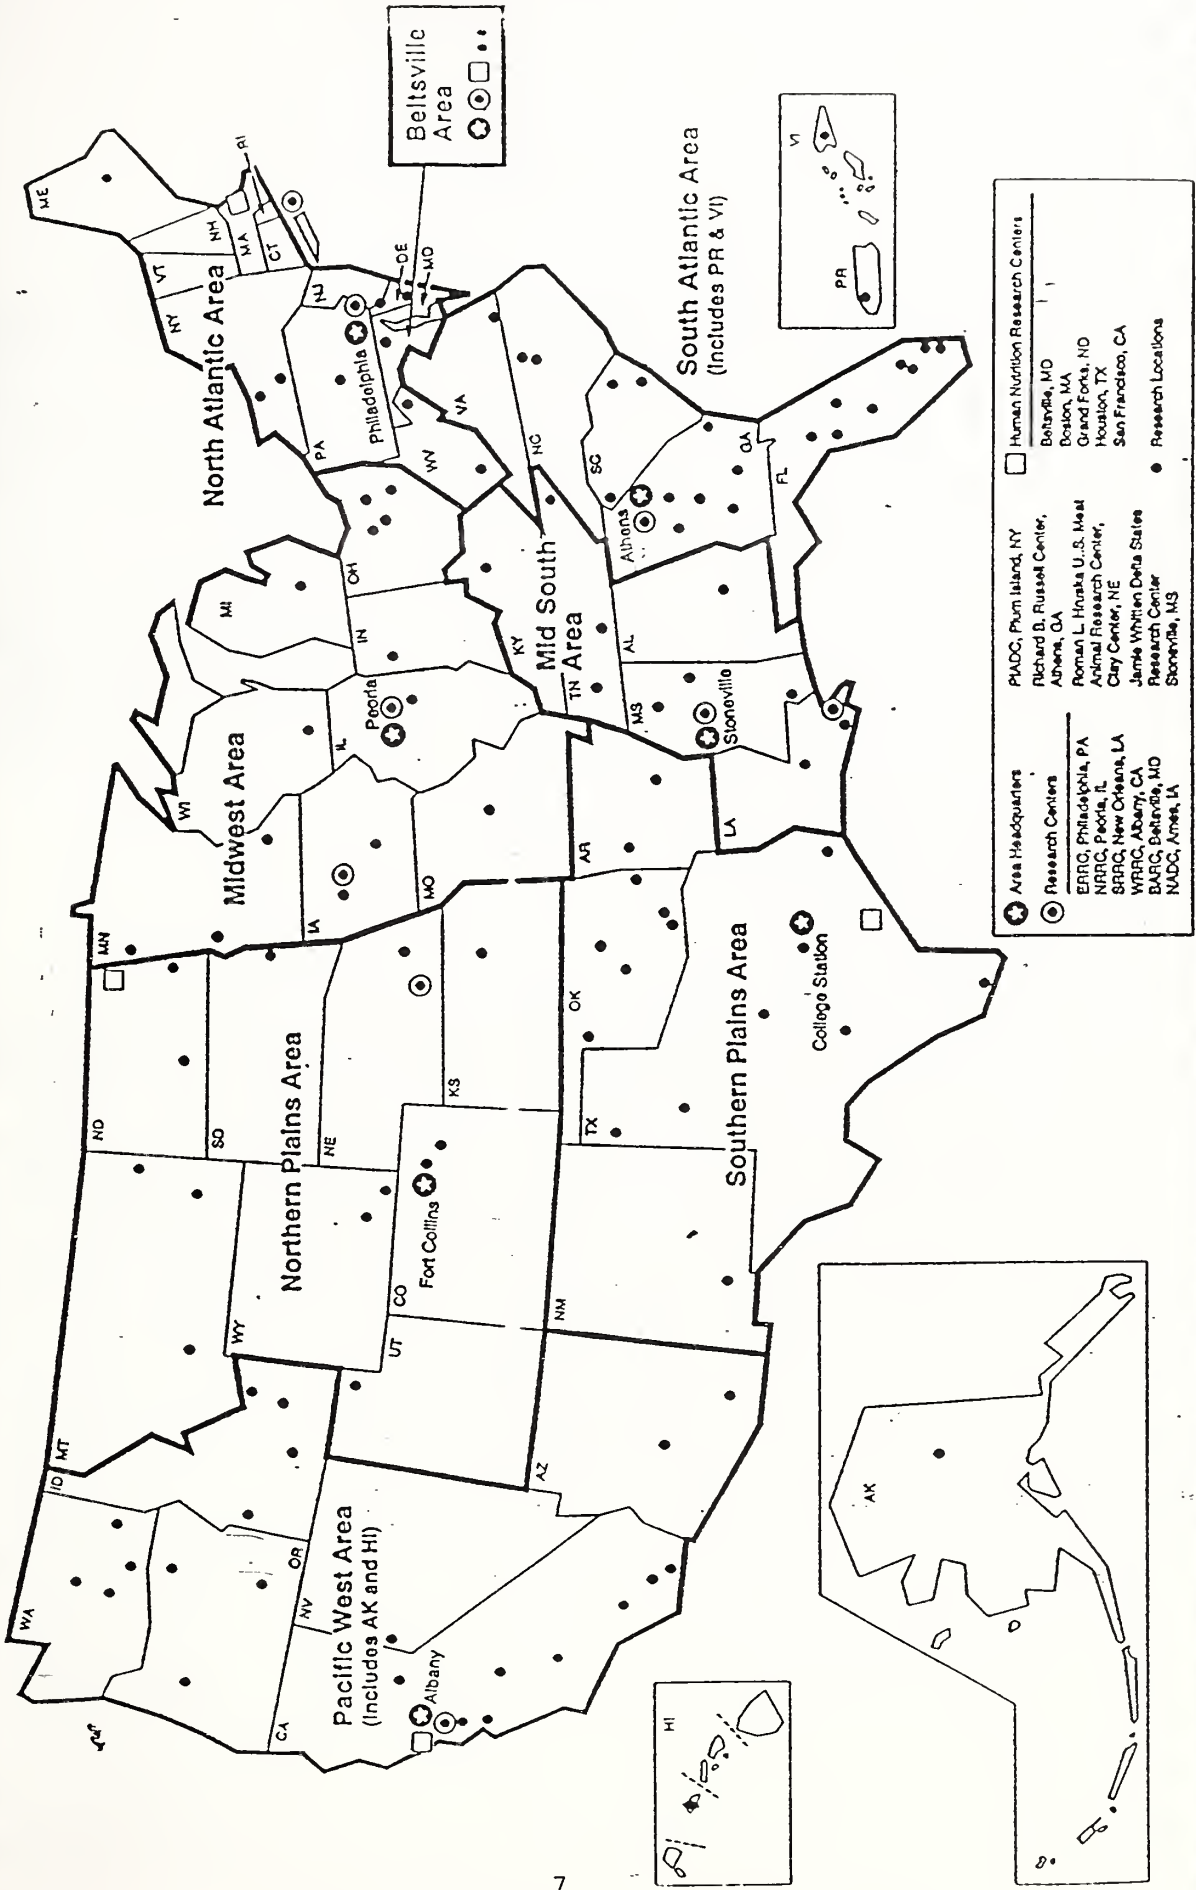 North Atlantic Area
ME
VT
NH
NY
MA
CT
RI
NJ
PA
DE
MD
WV
Philadelphia
Beltsville
Area
Midwest Area
MN
WI
MI
IA
IL
IN
OH
MO
Peoria
Mid South
Area
KY
TN
AR
LA
MS
AL
Stoneville
South Atlantic Area
(Includes PR & VI)
VA
NC
SC
GA
FL
Athens
PR
VI
Northern Plains Area
MT
ND
SD
WY
NE
CO
UT
KS
Fort Collins
Southern Plains Area
NM
TX
OK
College Station
Pacific West Area
(Includes AK and HI)
WA
ID
OR
NV
CA
AZ
Albany
HI
AK
Area Headquarters
Research Centers
ERRC, Philadelphia, PA
NRRC, Peoria, IL
SRRC, New Orleans, LA
WRRC, Albany, CA
BARC, Beltsville, MD
NADC, Ames, IA
PIADC, Plum Island, NY
Richard B. Russell Center,
Athens, GA
Roman L. Hruska U.S. Meat
Animal Research Center,
Clay Center, NE
Jamie Whitten Delta States
Research Center
Stoneville, MS
Human Nutrition Research Centers
Beltsville, MD
Boston, MA
Grand Forks, ND
Houston, TX
San Francisco, CA
Research Locations
7